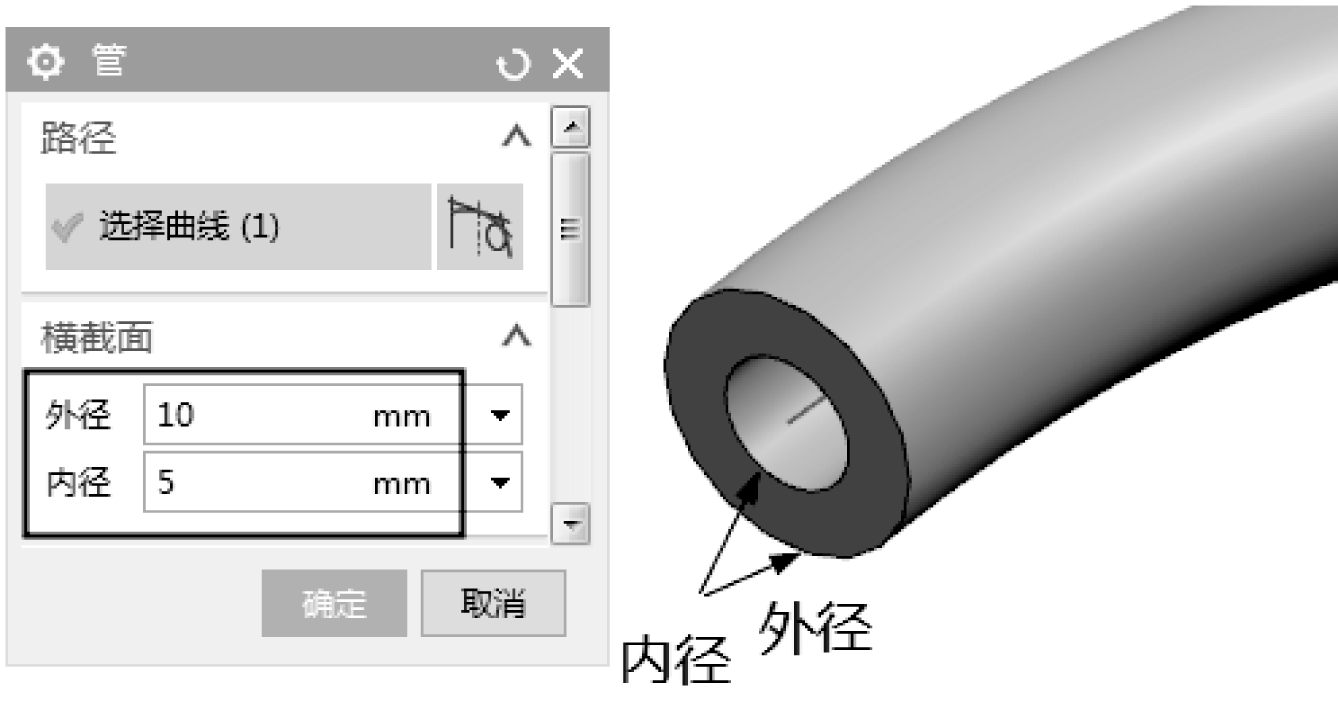 管
路径
选择曲线 (1)
横截面
外径 10 mm
内径 5 mm
确定 取消
内径 外径